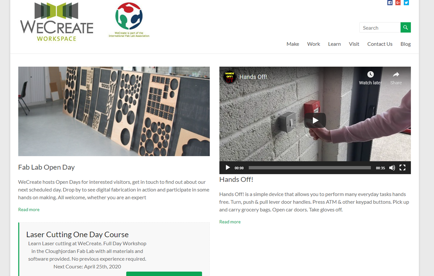 WECREATE
WORKSPACE
Search
Make Work Learn Visit Contact Us Blog
Hands Off!
Watch later
Share
00:00
00:35
Fab Lab Open Day
WeCreate hosts Open Days for interested visitors, get in touch to find out about our
next scheduled day. Drop by to see digital fabrication in action and participate in some
hands on making. All welcome, whether you are an expert
Read more
Hands Off!
Hands Off! is a simple device that allows you to perform many everyday tasks hands
free. Turn, push & pull lever door handles. Press ATM & other keypad buttons. Pick up
and carry grocery bags. Open car doors. Take gloves off.
Read more
Laser Cutting One Day Course
Learn Laser cutting at WeCreate. Full Day Workshop
in the Cloughjordan Fab Lab with all materials and
software provided. No previous experience required.
Next Course: April 25th, 2020